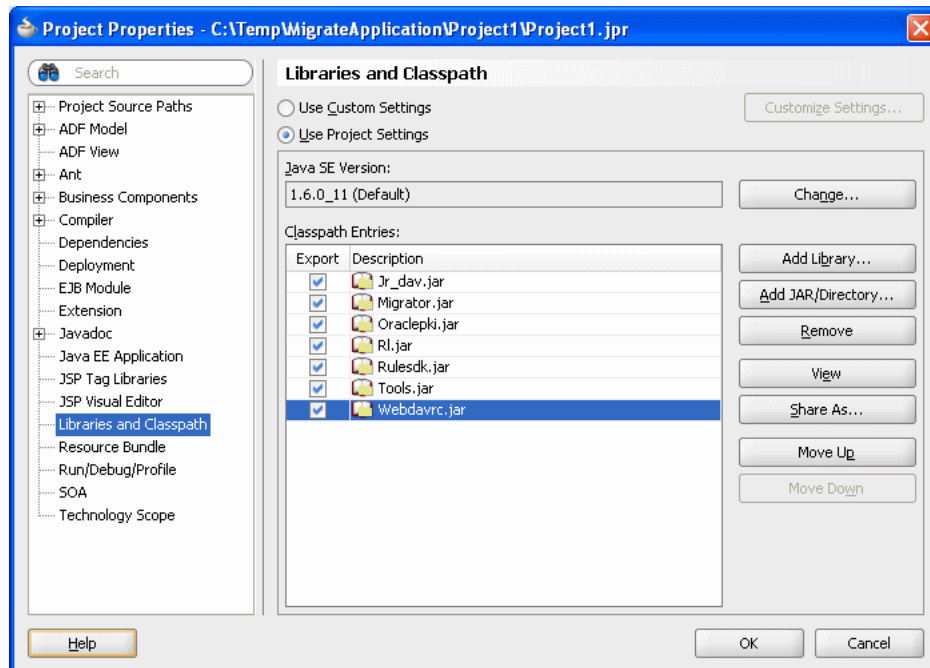 Project Properties - C:\Temp\MigrateApplication\Project1\Project1.jpr
Search
Project Source Paths
ADF Model
ADF View
Ant
Business Components
Compiler
Dependencies
Deployment
EJB Module
Extension
Javadoc
Java EE Application
JSP Tag Libraries
JSP Visual Editor
Libraries and Classpath
Resource Bundle
Run/Debug/Profile
SOA
Technology Scope
Libraries and Classpath
Use Custom Settings
Customize Settings...
Use Project Settings
Java SE Version:
1.6.0_11 (Default)
Change...
Classpath Entries:
Export Description
Jr_dav.jar
Migrator.jar
Oraclepki.jar
Rl.jar
Rulesdk.jar
Tools.jar
Webdavrc.jar
Add Library...
Add JAR/Directory...
Remove
View
Share As...
Move Up
Move Down
Help
OK
Cancel